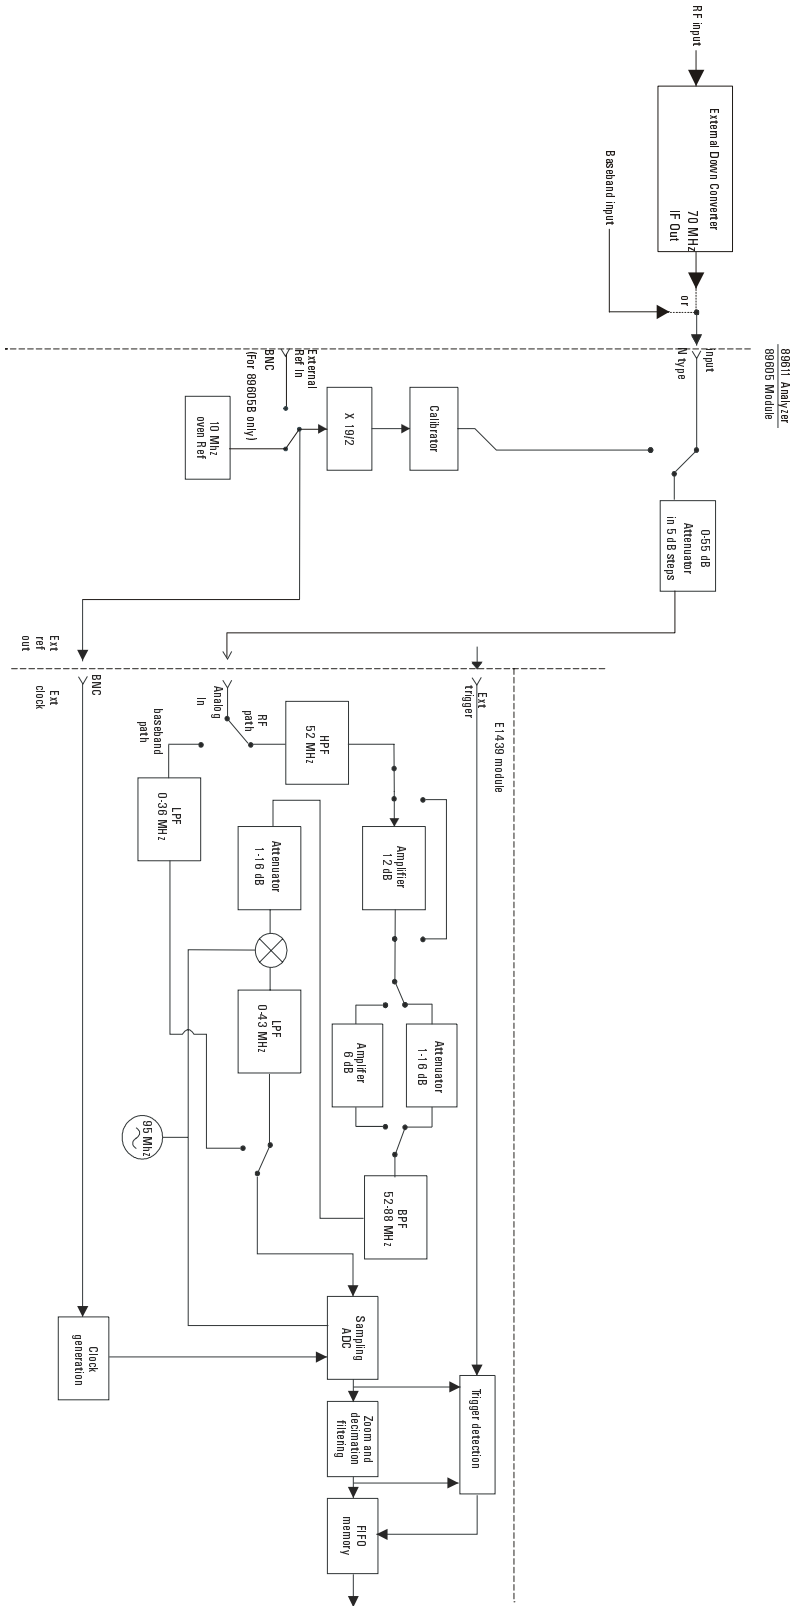 89611 Analyzer
89605 Module
RF input
External Down Converter
70 MHz
IF Out
Baseband input
or
Input
N type
0-55 dB
Attenuator
in 5 dB steps
Calibrator
X 19/2
External
Ref In
BNC
(For 89605B only)
10 Mhz
oven Ref
Ext
ref
out
BNC
Ext
clock
Analog
In
Ext
trigger
E1439 module
RF
path
baseband
path
HPF
52 MHz
LPF
0-36 MHz
Amplifier
12 dB
Attenuator
1-16 dB
Attenuator
1-16 dB
Amplifier
6 dB
LPF
0-43 MHz
BPF
52-88 MHz
95 Mhz
Sampling
ADC
Clock
generation
Trigger detection
Zoom and
decimation
filtering
FIFO
memory